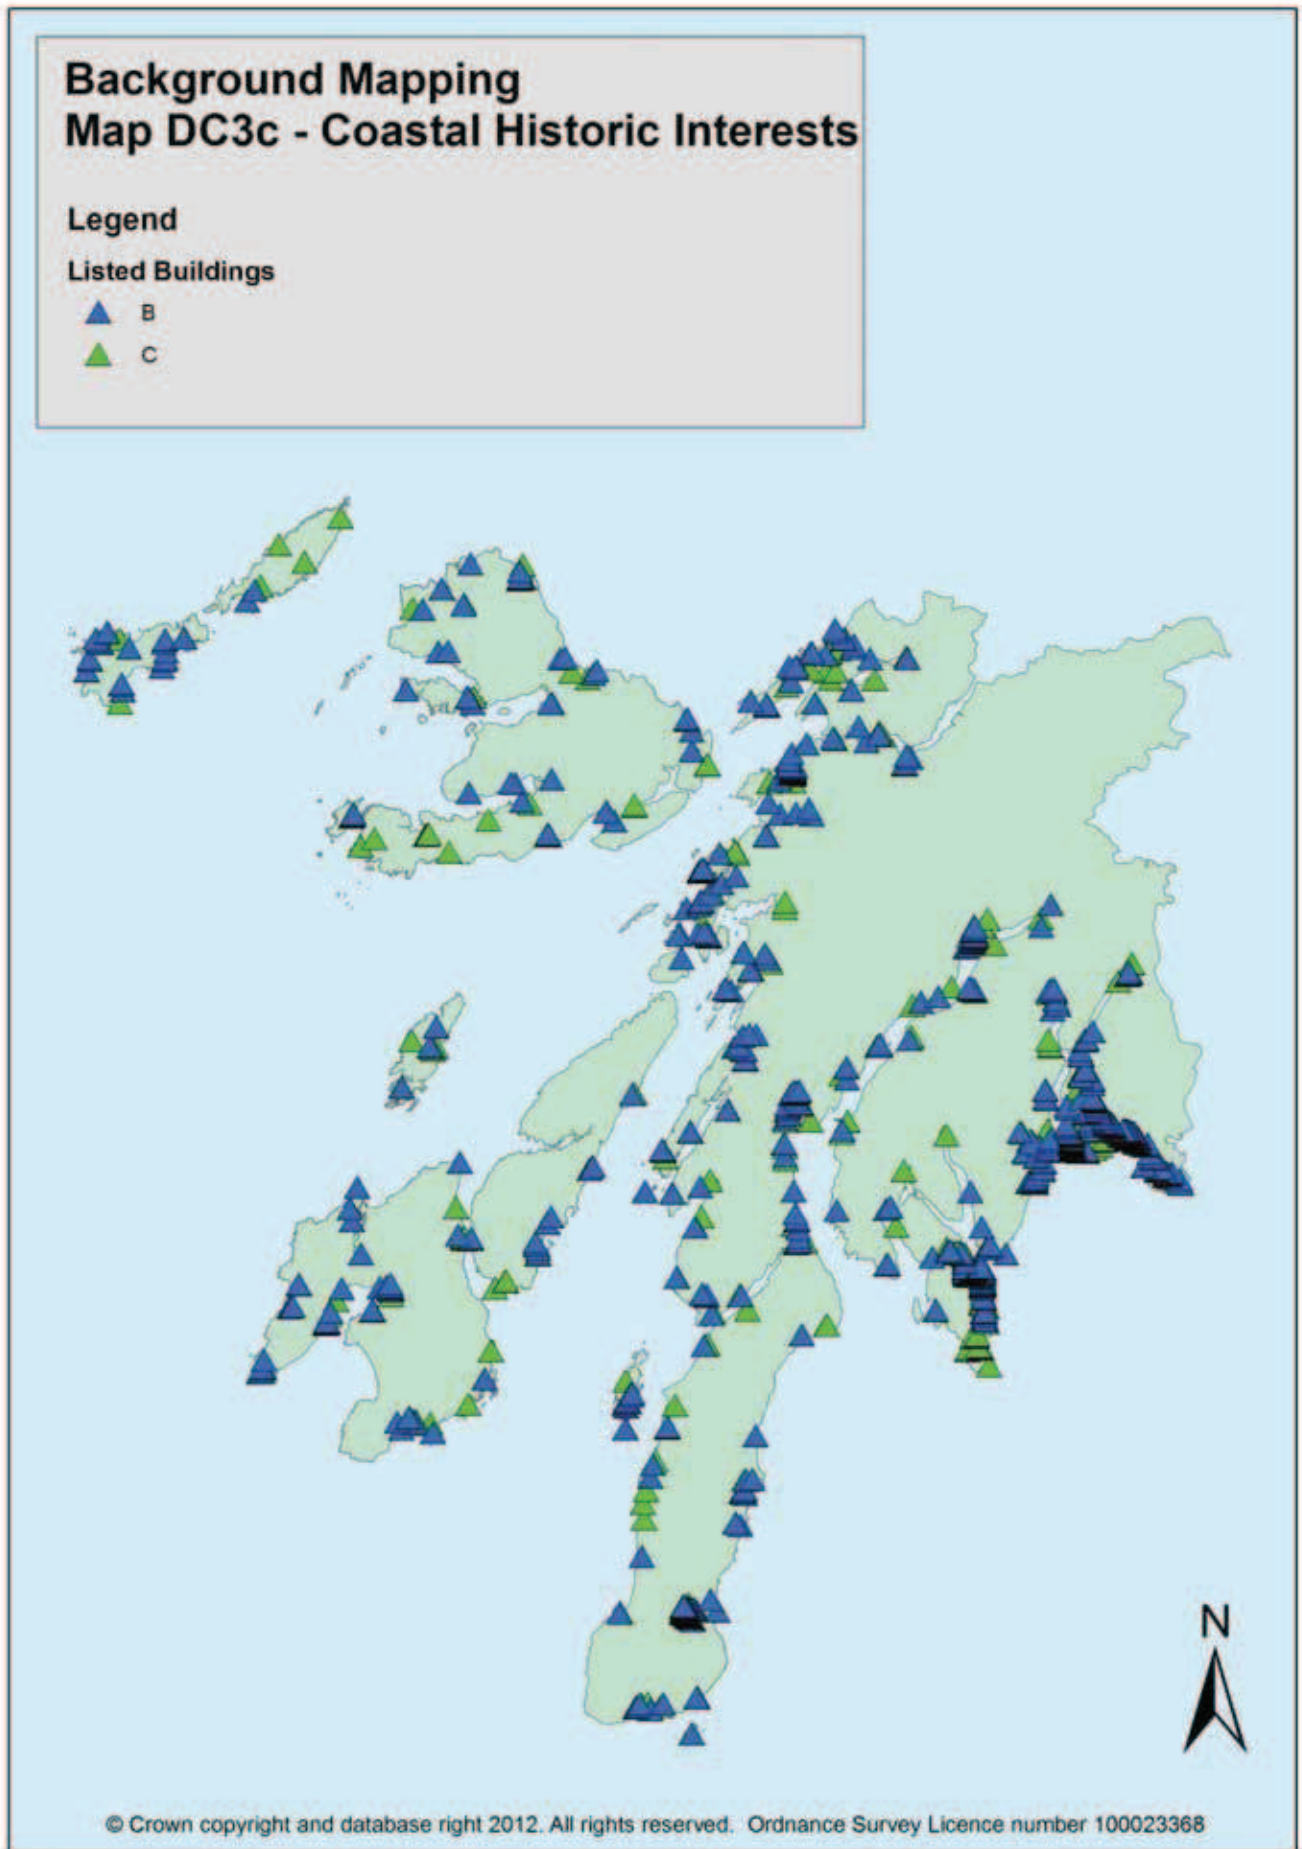 Background Mapping
Map DC3c - Coastal Historic Interests
Legend
Listed Buildings
B
C
N
© Crown copyright and database right 2012. All rights reserved. Ordnance Survey Licence number 100023368